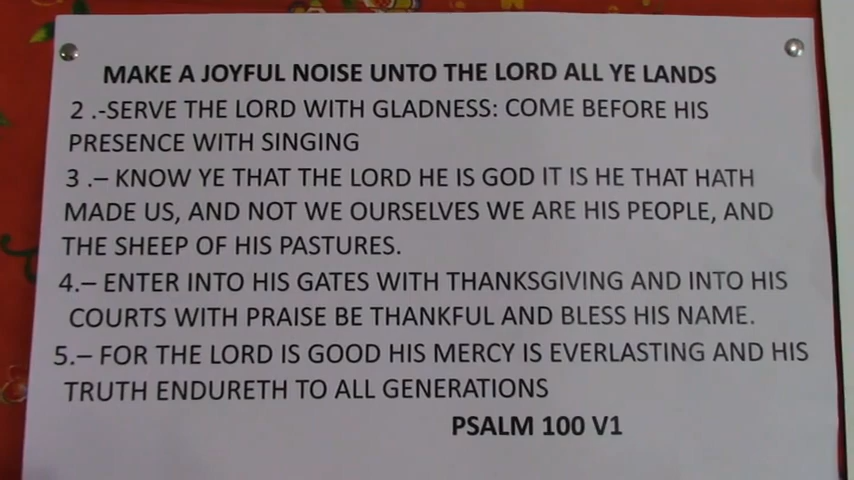 MAKE A JOYFUL NOISE UNTO THE LORD ALL YE LANDS
2 .-SERVE THE LORD WITH GLADNESS: COME BEFORE HIS
PRESENCE WITH SINGING
3 .– KNOW YE THAT THE LORD HE IS GOD IT IS HE THAT HATH
MADE US, AND NOT WE OURSELVES WE ARE HIS PEOPLE, AND
THE SHEEP OF HIS PASTURES.
4.– ENTER INTO HIS GATES WITH THANKSGIVING AND INTO HIS
COURTS WITH PRAISE BE THANKFUL AND BLESS HIS NAME.
5.– FOR THE LORD IS GOOD HIS MERCY IS EVERLASTING AND HIS
TRUTH ENDURETH TO ALL GENERATIONS
PSALM 100 V1